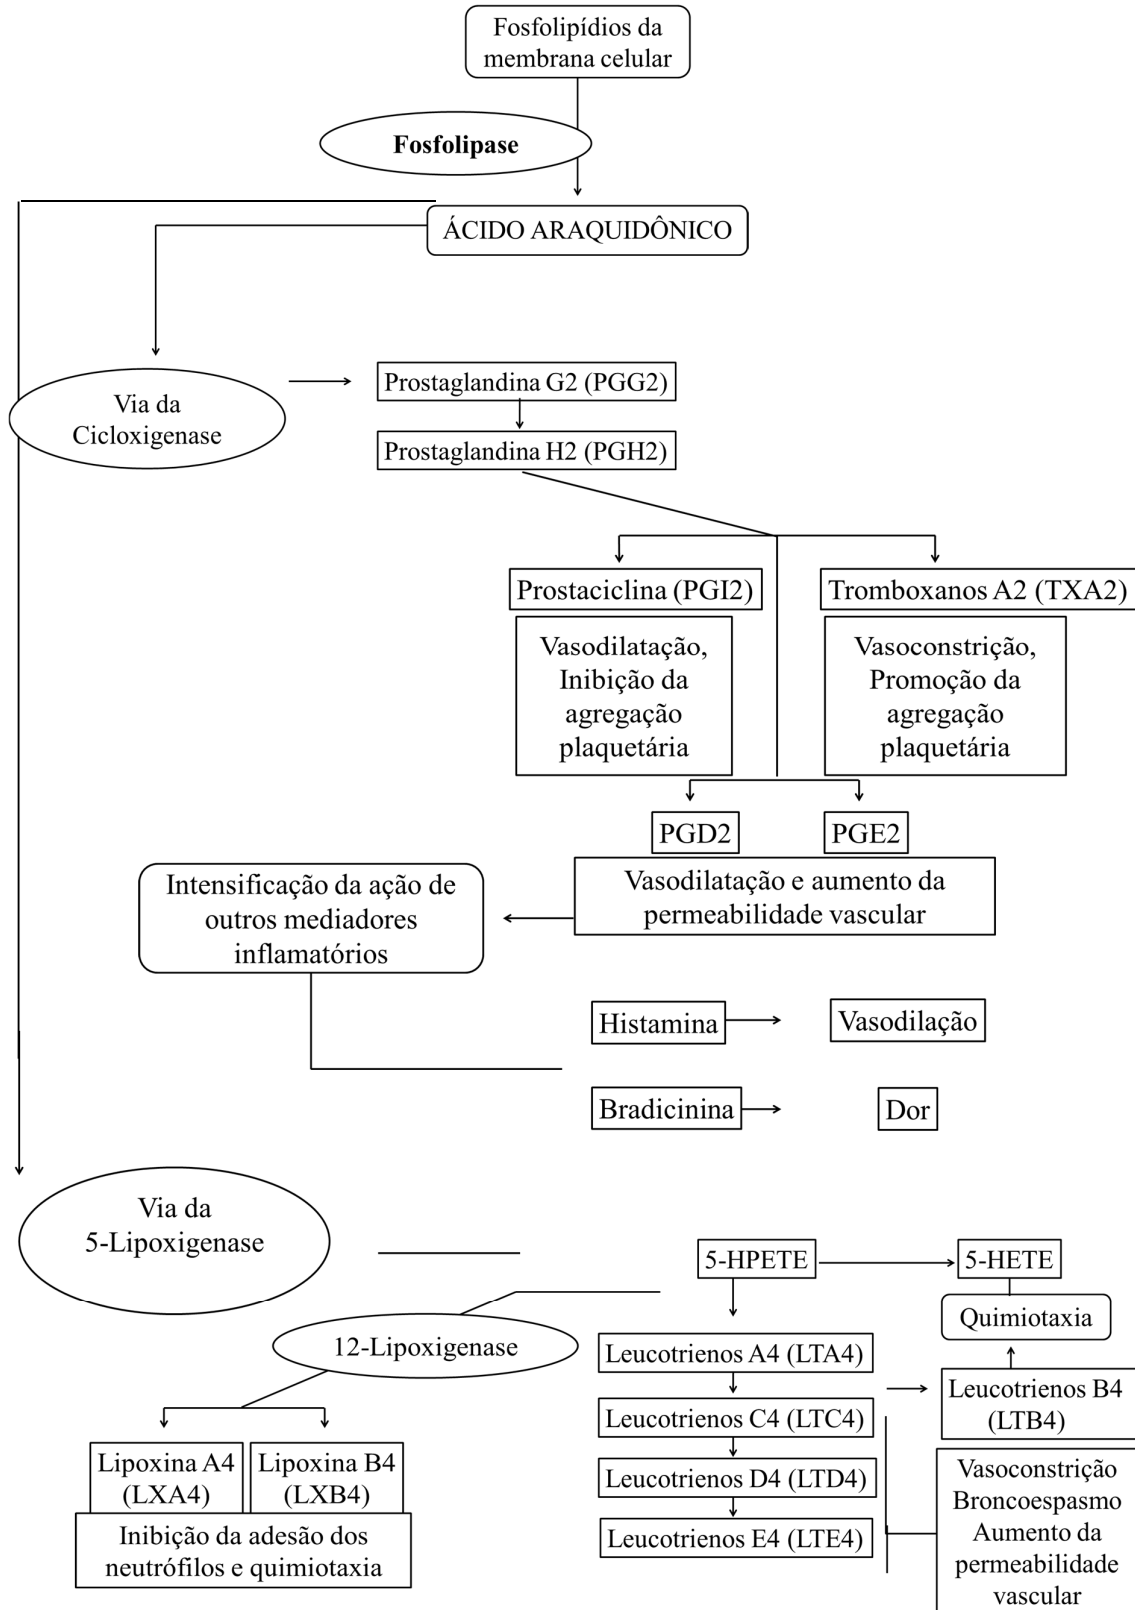 Fosfolipídios da
membrana celular
Fosfolipase
ÁCIDO ARAQUIDÔNICO
Via da
Cicloxigenase
Prostaglandina G2 (PGG2)
Prostaglandina H2 (PGH2)
Prostaciclina (PGI2)
Tromboxanos A2 (TXA2)
Vasodilatação,
Inibição da
agregação
plaquetária
Vasoconstrição,
Promoção da
agregação
plaquetária
PGD2
PGE2
Vasodilatação e aumento da
permeabilidade vascular
Intensificação da ação de
outros mediadores
inflamatórios
Histamina
Vasodilação
Bradicinina
Dor
Via da
5-Lipoxigenase
5-HPETE
5-HETE
Quimiotaxia
12-Lipoxigenase
Leucotrienos A4 (LTA4)
Leucotrienos B4
(LTB4)
Leucotrienos C4 (LTC4)
Leucotrienos D4 (LTD4)
Leucotrienos E4 (LTE4)
Vasoconstrição
Broncoespasmo
Aumento da
permeabilidade
vascular
Lipoxina A4
(LXA4)
Lipoxina B4
(LXB4)
Inibição da adesão dos
neutrófilos e quimiotaxia